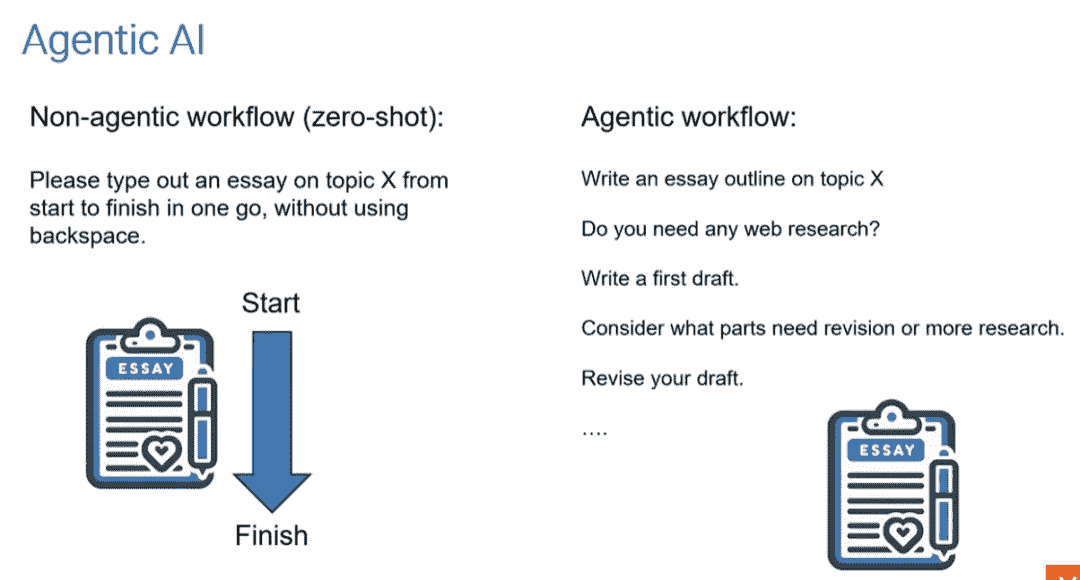 Agentic AI
Non-agentic workflow (zero-shot):
Please type out an essay on topic X from
start to finish in one go, without using
backspace.
Start
ESSAY
Finish
Agentic workflow:
Write an essay outline on topic X
Do you need any web research?
Write a first draft.
Consider what parts need revision or more research.
Revise your draft.
....
ESSAY